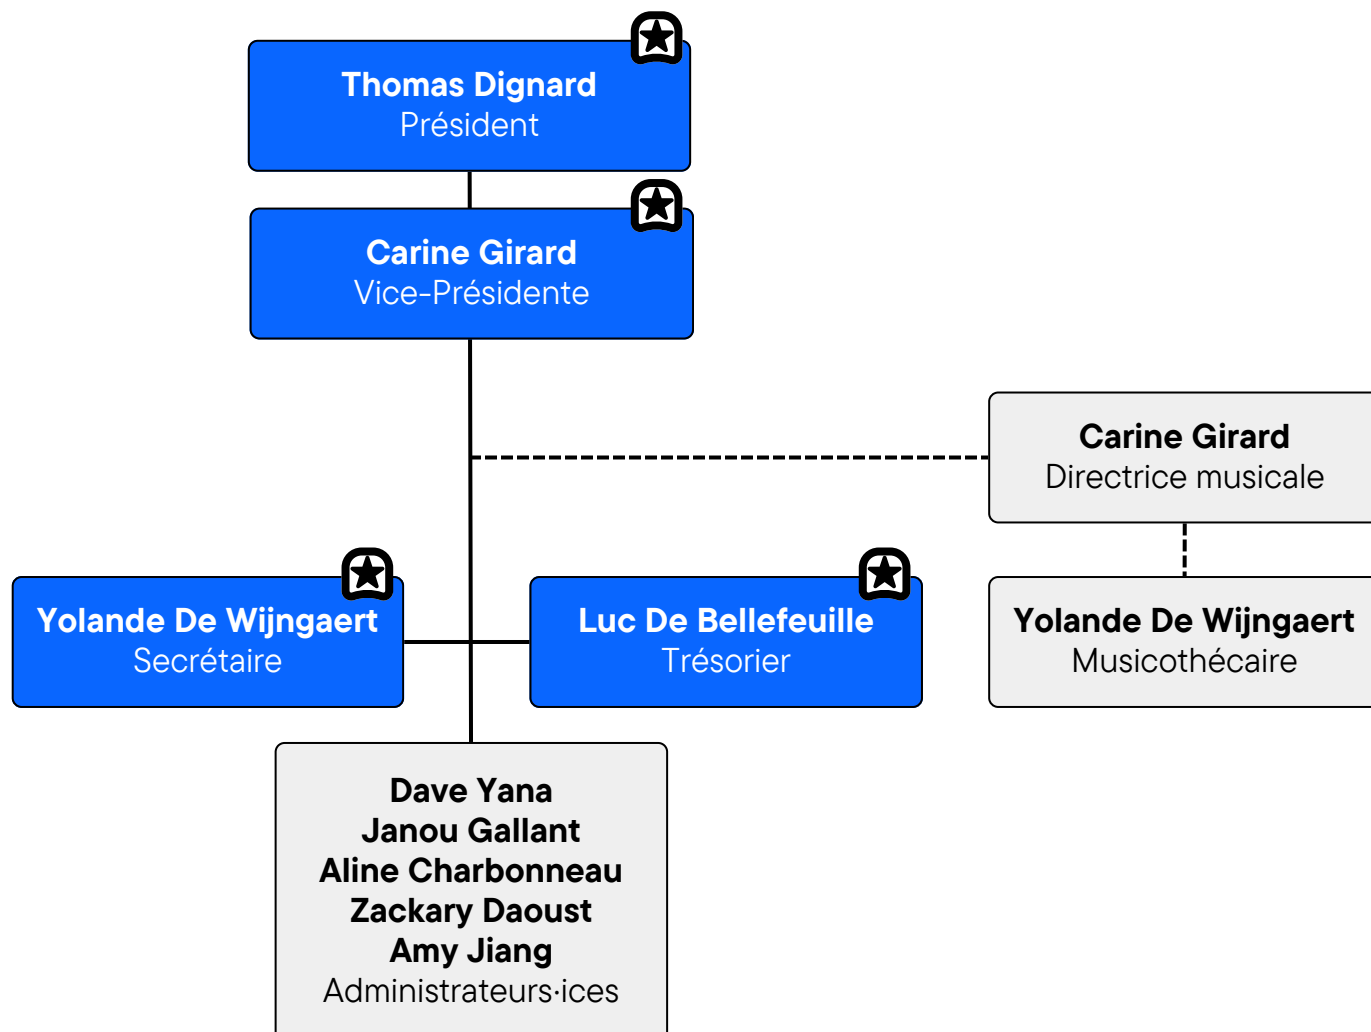 Thomas Dignard
Président
Carine Girard
Vice-Présidente
Carine Girard
Directrice musicale
Yolande De Wijngaert
Secrétaire
Luc De Bellefeuille
Trésorier
Yolande De Wijngaert
Musicothécaire
Dave Yana
Janou Gallant
Aline Charbonneau
Zackary Daoust
Amy Jiang
Administrateurs·ices